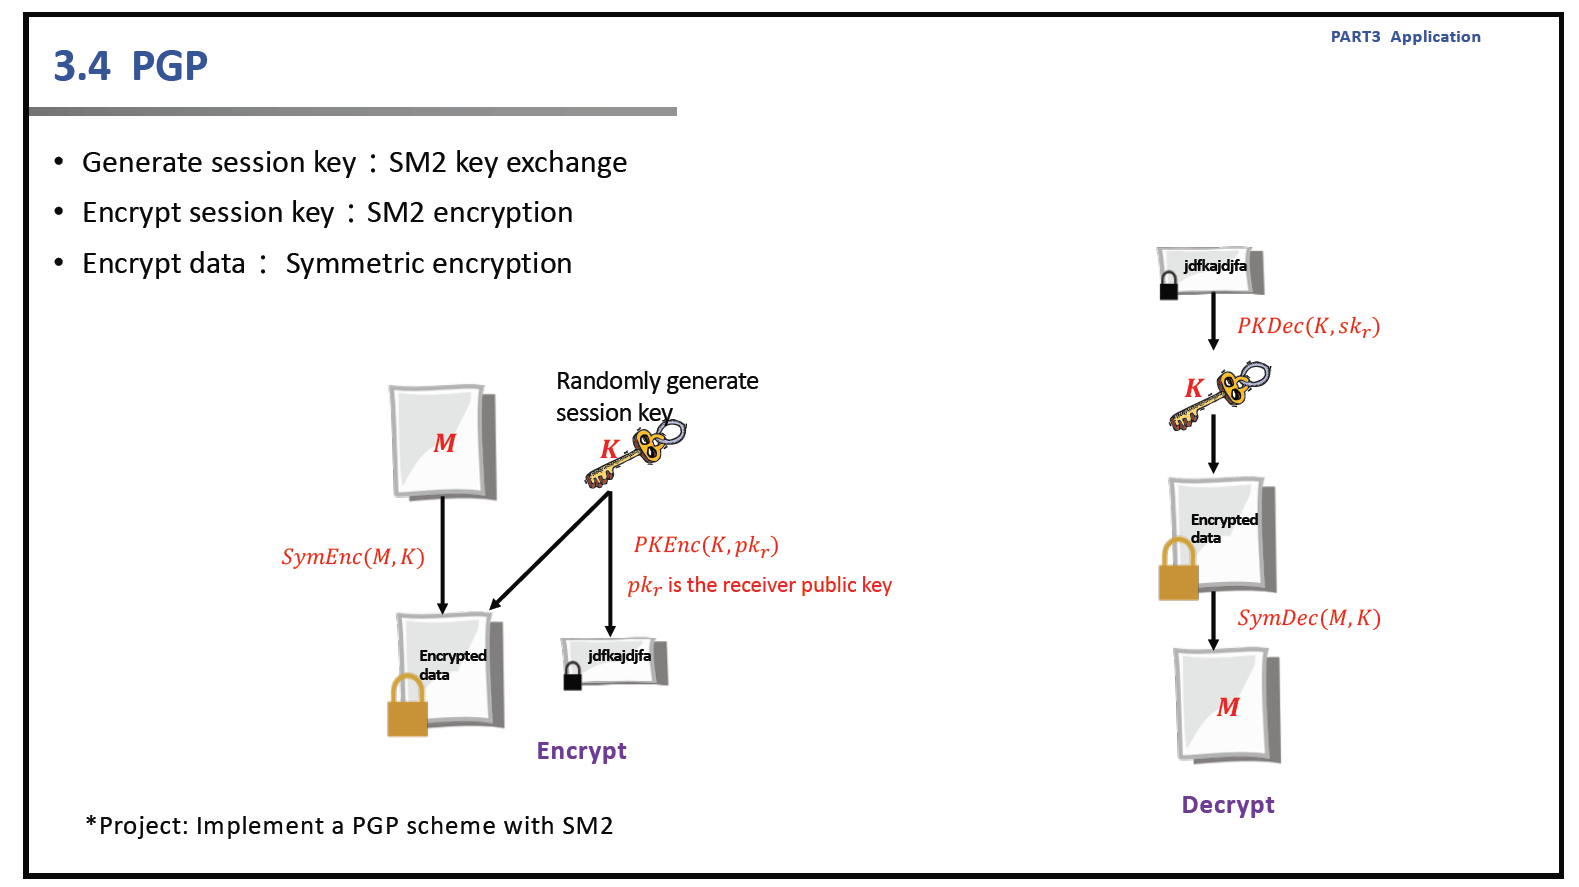 PART3 Application
3.4 PGP
• Generate session key：SM2 key exchange
• Encrypt session key：SM2 encryption
• Encrypt data： Symmetric encryption
Randomly generate
session key
M
K
SymEnc(M, K)
PKEnc(K, pk_r)
pk_r is the receiver public key
Encrypted
data
jdfkajdjfa
Encrypt
jdfkajdjfa
PKDec(K, sk_r)
K
Encrypted
data
SymDec(M, K)
M
Decrypt
*Project: Implement a PGP scheme with SM2